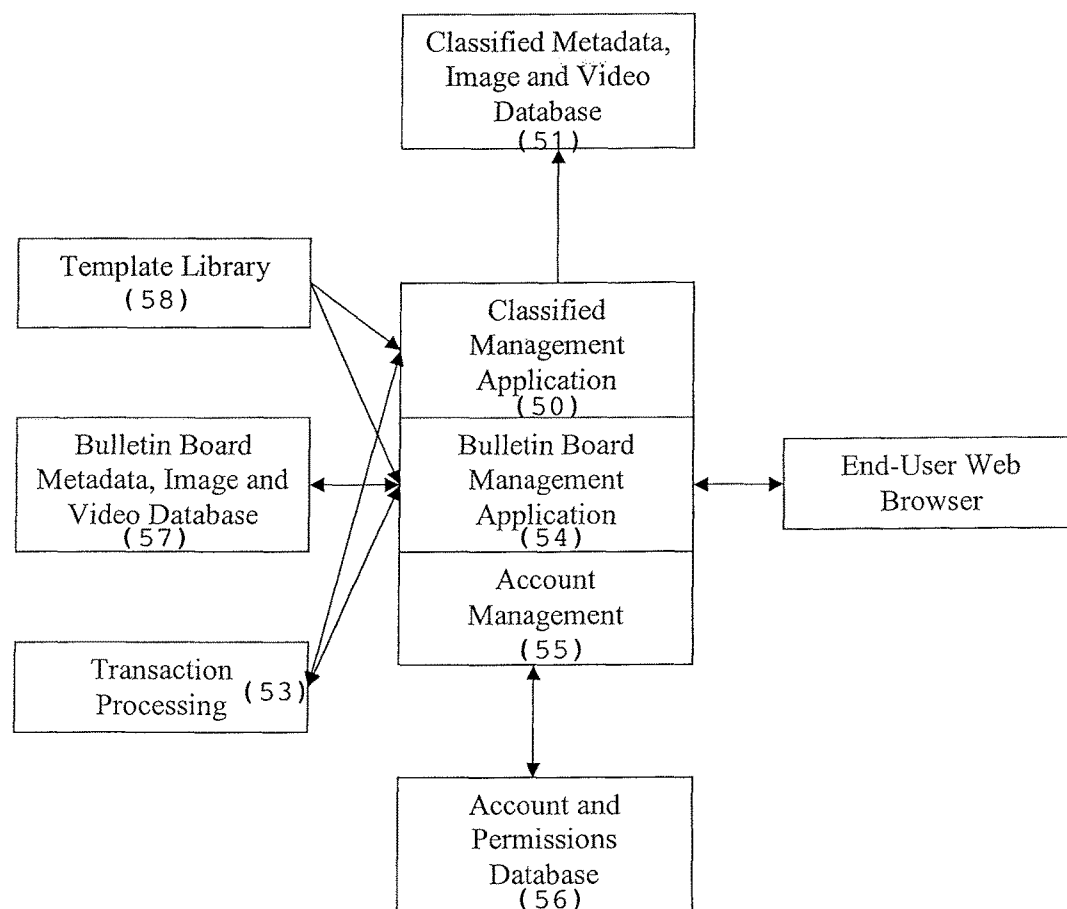 Classified Metadata,
Image and Video
Database
(51)
Template Library
(58)
Classified
Management
Application
(50)
Bulletin Board
Metadata, Image and
Video Database
(57)
Bulletin Board
Management
Application
(54)
End-User Web
Browser
Account
Management
(55)
Transaction
Processing (53)
Account and
Permissions
Database
(56)